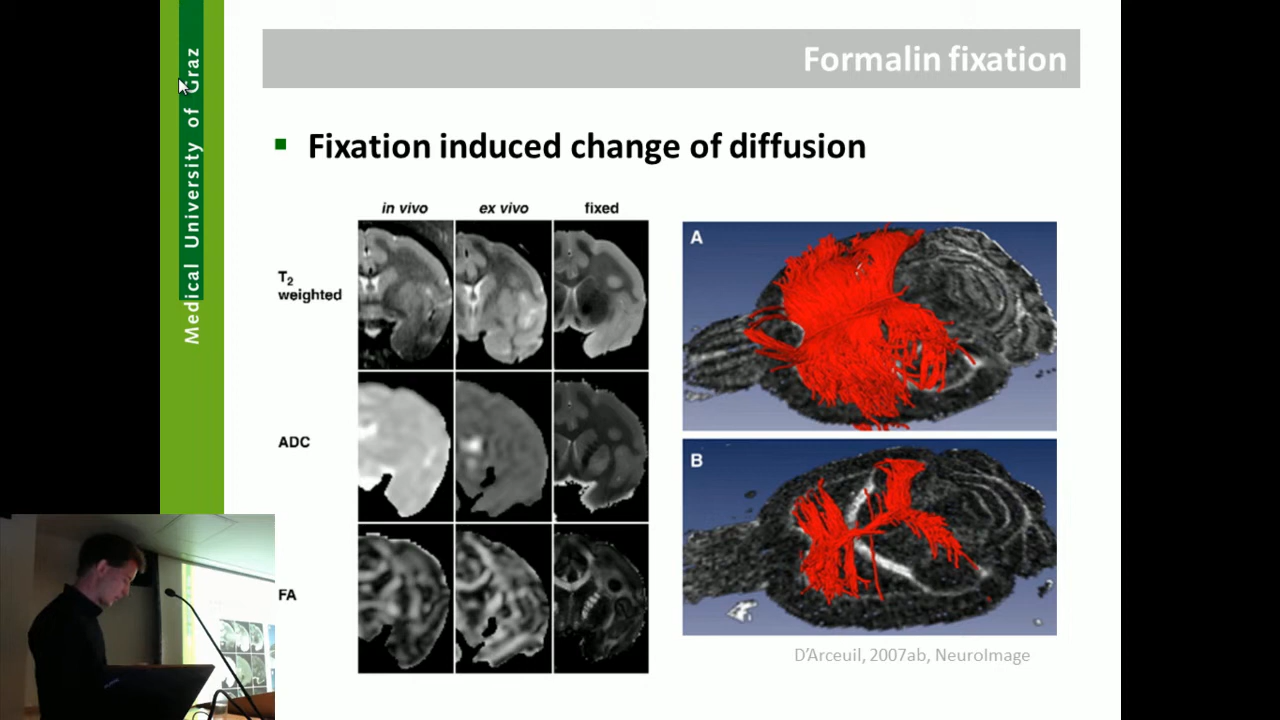 Medical University of Graz
Formalin fixation
Fixation induced change of diffusion
in vivo ex vivo fixed
T2
weighted
ADC
FA
A
B
D'Arceuil, 2007ab, NeuroImage